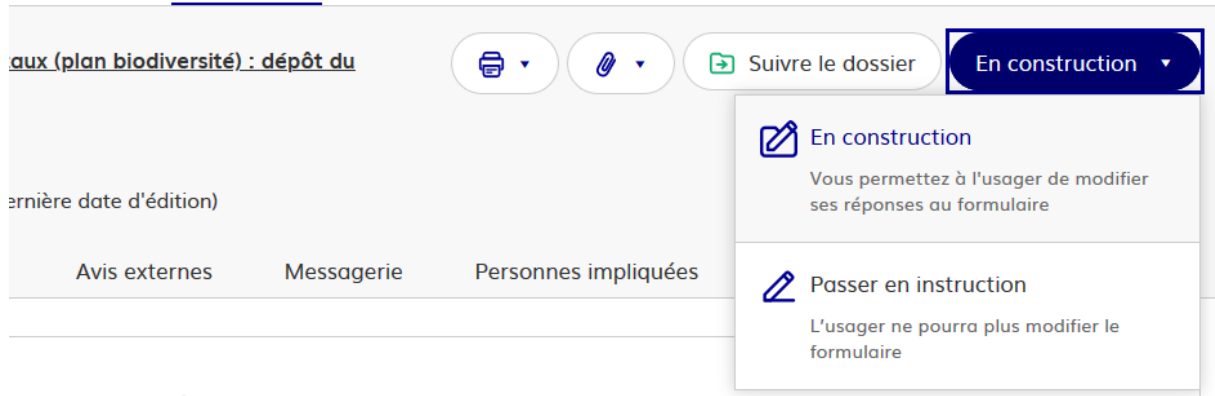 aux (plan biodiversité) : dépôt du
Suivre le dossier
En construction
En construction
Vous permettez à l'usager de modifier
ses réponses au formulaire
ernière date d'édition)
Avis externes Messagerie Personnes impliquées
Passer en instruction
L'usager ne pourra plus modifier le
formulaire